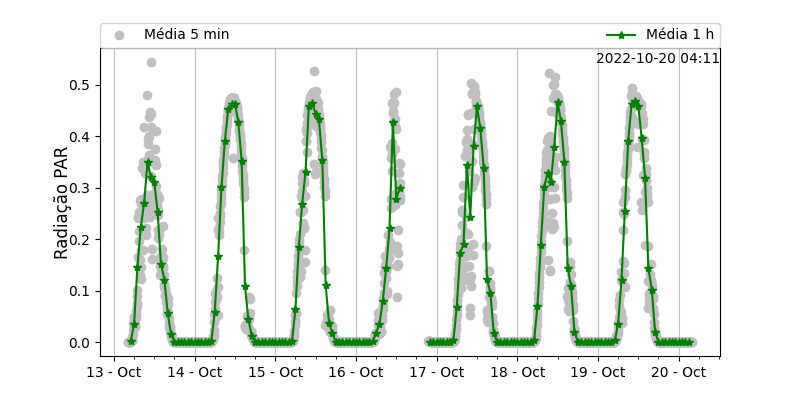 Média 5 min
Média 1 h
2022-10-20 04:11
Radiação PAR
0.5
0.4
0.3
0.2
0.1
0.0
13 - Oct
14 - Oct
15 - Oct
16 - Oct
17 - Oct
18 - Oct
19 - Oct
20 - Oct